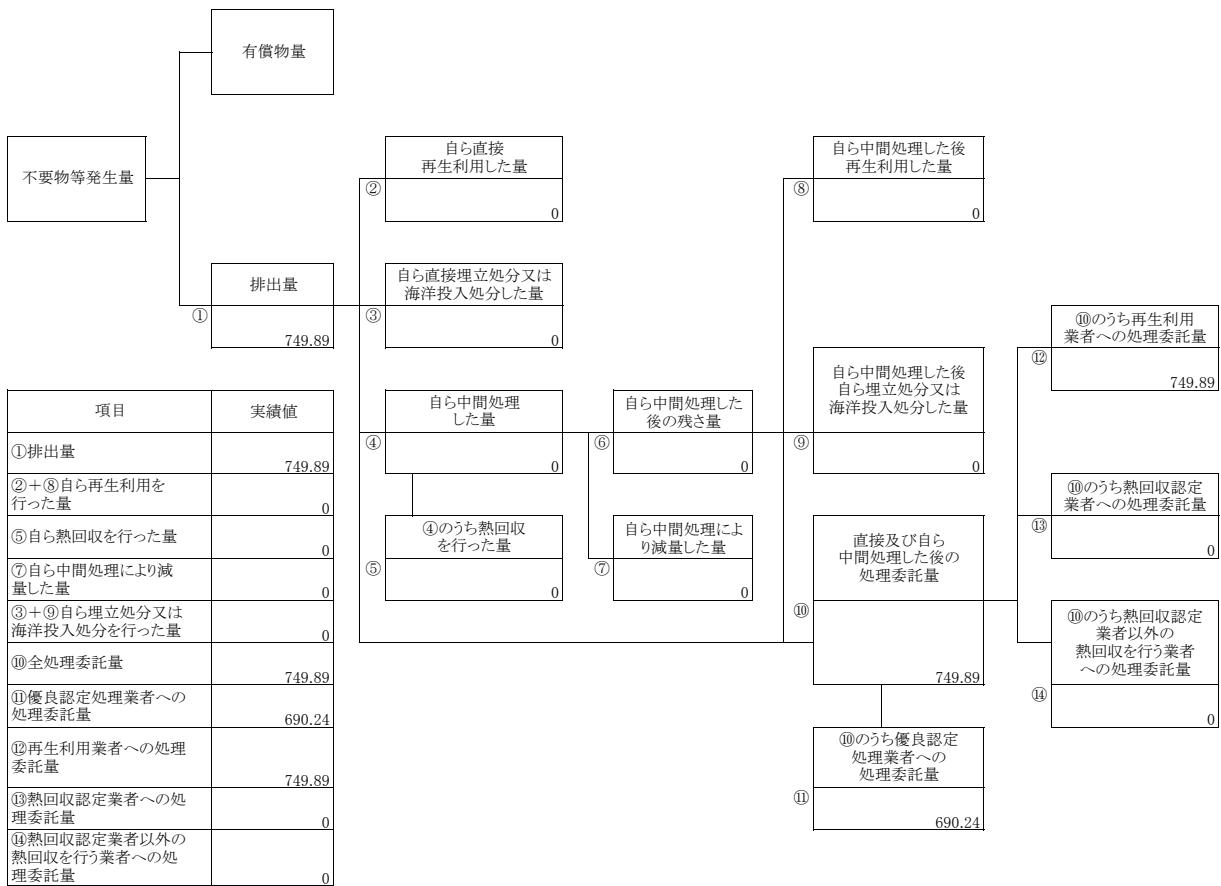 有償物量
不要物等発生量
排出量
①
749.89
自ら直接
再生利用した量
②
0
自ら直接埋立処分又は
海洋投入処分した量
③
0
自ら中間処理
した量
④
0
④のうち熱回収
を行った量
⑤
0
自ら中間処理した
後の残さ量
⑥
0
自ら中間処理によ
り減量した量
⑦
0
自ら中間処理した後
再生利用した量
⑧
0
自ら中間処理した後
自ら埋立処分又は
海洋投入処分した量
⑨
0
直接及び自ら
中間処理した後の
処理委託量
⑩
749.89
⑩のうち優良認定
処理業者への
処理委託量
⑪
690.24
⑩のうち再生利用
業者への処理委託量
⑫
749.89
⑩のうち熱回収認定
業者への処理委託量
⑬
0
⑩のうち熱回収認定
業者以外の
熱回収を行う業者
への処理委託量
⑭
0
項目 実績値
①排出量
749.89
②+⑧自ら再生利用を
行った量
0
⑤自ら熱回収を行った量
0
⑦自ら中間処理により減
量した量
0
③+⑨自ら埋立処分又は
海洋投入処分を行った量
0
⑩全処理委託量
749.89
⑪優良認定処理業者への
処理委託量
690.24
⑫再生利用業者への処理
委託量
749.89
⑬熱回収認定業者への処
理委託量
0
⑭熱回収認定業者以外の
熱回収を行う業者への処
理委託量
0